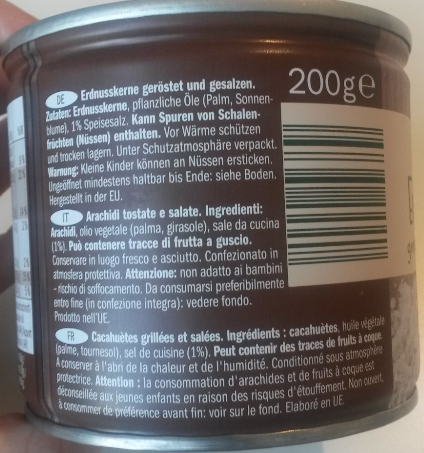 DE Erdnusskerne geröstet und gesalzen.
Zutaten: Erdnusskerne, pflanzliche Öle (Palm, Sonnen-
blume), 1% Speisesalz. Kann Spuren von Schalen-
früchten (Nüssen) enthalten. Vor Wärme schützen
und trocken lagern. Unter Schutzatmosphäre verpackt.
Warnung: Kleine Kinder können an Nüssen ersticken.
Ungeöffnet mindestens haltbar bis Ende: siehe Boden.
Hergestellt in der EU.
200g e
IT Arachidi tostate e salate. Ingredienti:
Arachidi, olio vegetale (palma, girasole), sale da cucina
(1%). Può contenere tracce di frutta a guscio.
Conservare in luogo fresco e asciutto. Confezionato in
atmosfera protettiva. Attenzione: non adatto ai bambini
- rischio di soffocamento. Da consumarsi preferibilmente
entro fine (in confezione integra): vedere fondo.
Prodotto nell'UE.
FR Cacahuètes grillées et salées. Ingrédients : cacahuètes, huile végétale
(palme, tournesol), sel de cuisine (1%). Peut contenir des traces de fruits à coque.
A conserver à l'abri de la chaleur et de l'humidité. Conditionné sous atmosphère
protectrice. Attention : la consommation d'arachides et de fruits à coque est
déconseillée aux jeunes enfants en raison des risques d'étouffement. Non ouvert,
à consommer de préférence avant fin: voir sur le fond. Elaboré en UE.